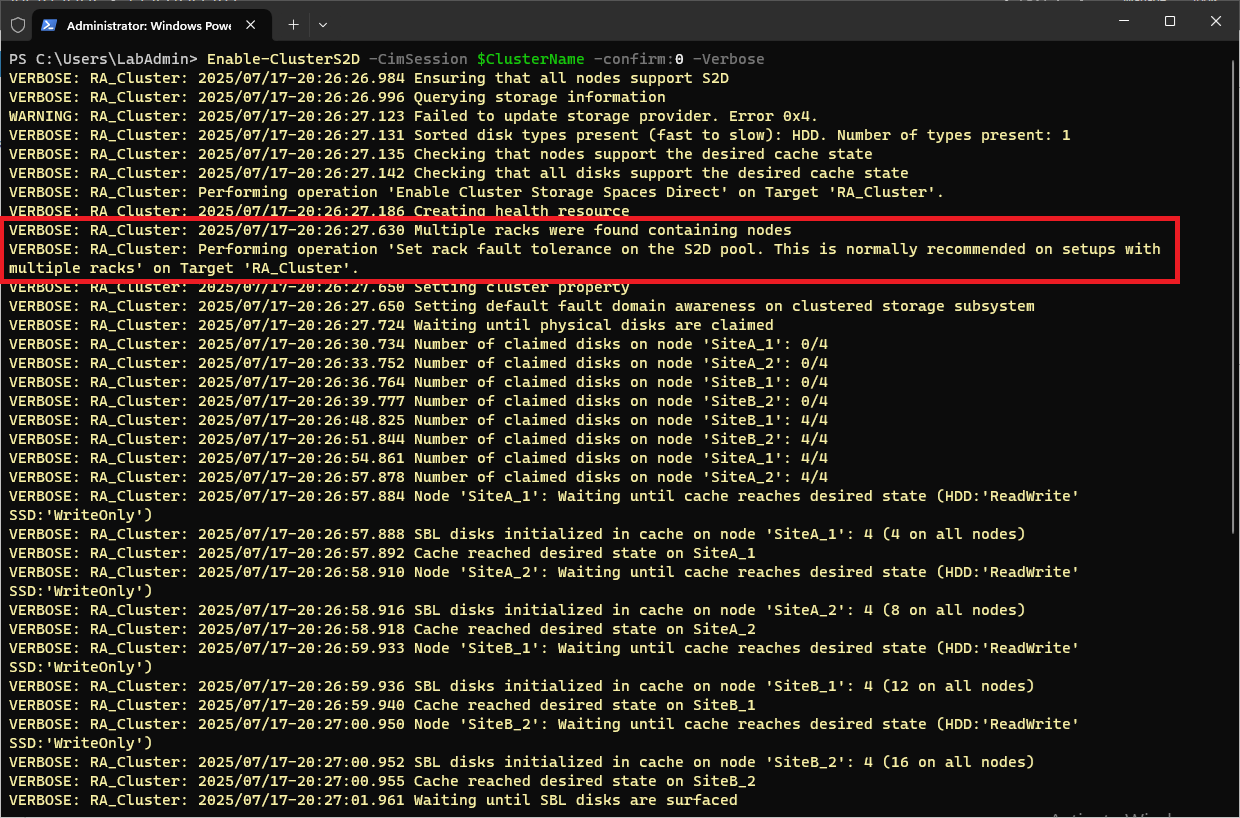 Administrator: Windows Powe
PS C:\Users\LabAdmin> Enable-ClusterS2D -CimSession $ClusterName -confirm:0 -Verbose
VERBOSE: RA_Cluster: 2025/07/17-20:26:26.984 Ensuring that all nodes support S2D
VERBOSE: RA_Cluster: 2025/07/17-20:26:26.996 Querying storage information
WARNING: RA_Cluster: 2025/07/17-20:26:27.123 Failed to update storage provider. Error 0x4.
VERBOSE: RA_Cluster: 2025/07/17-20:26:27.131 Sorted disk types present (fast to slow): HDD. Number of types present: 1
VERBOSE: RA_Cluster: 2025/07/17-20:26:27.135 Checking that nodes support the desired cache state
VERBOSE: RA_Cluster: 2025/07/17-20:26:27.142 Checking that all disks support the desired cache state
VERBOSE: RA_Cluster: Performing operation 'Enable Cluster Storage Spaces Direct' on Target 'RA_Cluster'.
VERBOSE: RA_Cluster: 2025/07/17-20:26:27.186 Creating health resource
VERBOSE: RA_Cluster: 2025/07/17-20:26:27.630 Multiple racks were found containing nodes
VERBOSE: RA_Cluster: Performing operation 'Set rack fault tolerance on the S2D pool. This is normally recommended on setups with
multiple racks' on Target 'RA_Cluster'.
VERBOSE: RA_Cluster: 2025/07/17-20:26:27.650 Setting cluster property
VERBOSE: RA_Cluster: 2025/07/17-20:26:27.650 Setting default fault domain awareness on clustered storage subsystem
VERBOSE: RA_Cluster: 2025/07/17-20:26:27.724 Waiting until physical disks are claimed
VERBOSE: RA_Cluster: 2025/07/17-20:26:30.734 Number of claimed disks on node 'SiteA_1': 0/4
VERBOSE: RA_Cluster: 2025/07/17-20:26:33.752 Number of claimed disks on node 'SiteA_2': 0/4
VERBOSE: RA_Cluster: 2025/07/17-20:26:36.764 Number of claimed disks on node 'SiteB_1': 0/4
VERBOSE: RA_Cluster: 2025/07/17-20:26:39.777 Number of claimed disks on node 'SiteB_2': 0/4
VERBOSE: RA_Cluster: 2025/07/17-20:26:48.825 Number of claimed disks on node 'SiteB_1': 4/4
VERBOSE: RA_Cluster: 2025/07/17-20:26:51.844 Number of claimed disks on node 'SiteB_2': 4/4
VERBOSE: RA_Cluster: 2025/07/17-20:26:54.861 Number of claimed disks on node 'SiteA_1': 4/4
VERBOSE: RA_Cluster: 2025/07/17-20:26:57.878 Number of claimed disks on node 'SiteA_2': 4/4
VERBOSE: RA_Cluster: 2025/07/17-20:26:57.884 Node 'SiteA_1': Waiting until cache reaches desired state (HDD:'ReadWrite'
SSD:'WriteOnly')
VERBOSE: RA_Cluster: 2025/07/17-20:26:57.888 SBL disks initialized in cache on node 'SiteA_1': 4 (4 on all nodes)
VERBOSE: RA_Cluster: 2025/07/17-20:26:57.892 Cache reached desired state on SiteA_1
VERBOSE: RA_Cluster: 2025/07/17-20:26:58.910 Node 'SiteA_2': Waiting until cache reaches desired state (HDD:'ReadWrite'
SSD:'WriteOnly')
VERBOSE: RA_Cluster: 2025/07/17-20:26:58.916 SBL disks initialized in cache on node 'SiteA_2': 4 (8 on all nodes)
VERBOSE: RA_Cluster: 2025/07/17-20:26:58.918 Cache reached desired state on SiteA_2
VERBOSE: RA_Cluster: 2025/07/17-20:26:59.933 Node 'SiteB_1': Waiting until cache reaches desired state (HDD:'ReadWrite'
SSD:'WriteOnly')
VERBOSE: RA_Cluster: 2025/07/17-20:26:59.936 SBL disks initialized in cache on node 'SiteB_1': 4 (12 on all nodes)
VERBOSE: RA_Cluster: 2025/07/17-20:26:59.940 Cache reached desired state on SiteB_1
VERBOSE: RA_Cluster: 2025/07/17-20:27:00.950 Node 'SiteB_2': Waiting until cache reaches desired state (HDD:'ReadWrite'
SSD:'WriteOnly')
VERBOSE: RA_Cluster: 2025/07/17-20:27:00.952 SBL disks initialized in cache on node 'SiteB_2': 4 (16 on all nodes)
VERBOSE: RA_Cluster: 2025/07/17-20:27:00.955 Cache reached desired state on SiteB_2
VERBOSE: RA_Cluster: 2025/07/17-20:27:01.961 Waiting until SBL disks are surfaced